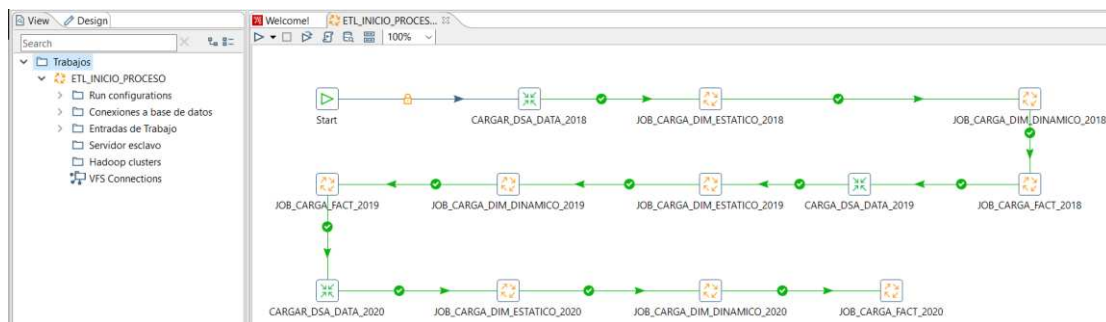 View Design
Search
Trabajos
ETL_INICIO_PROCESO
Run configurations
Conexiones a base de datos
Entradas de Trabajo
Servidor esclavo
Hadoop clusters
VFS Connections
Welcome! ETL_INICIO_PROCES...
100%
Start CARGAR_DSA_DATA_2018 JOB_CARGA_DIM_ESTATICO_2018 JOB_CARGA_DIM_DINAMICO_2018
JOB_CARGA_FACT_2019 JOB_CARGA_DIM_DINAMICO_2019 JOB_CARGA_DIM_ESTATICO_2019 CARGA_DSA_DATA_2019 JOB_CARGA_FACT_2018
CARGAR_DSA_DATA_2020 JOB_CARGA_DIM_ESTATICO_2020 JOB_CARGA_DIM_DINAMICO_2020 JOB_CARGA_FACT_2020